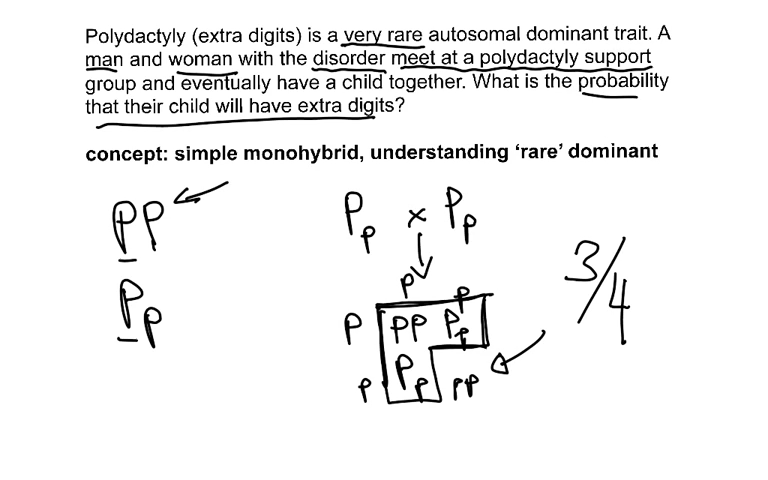 Polydactyly (extra digits) is a very rare autosomal dominant trait. A
man and woman with the disorder meet at a polydactyly support
group and eventually have a child together. What is the probability
that their child will have extra digits?
concept: simple monohybrid, understanding 'rare' dominant
PP
Pp × Pp
P p
P PP Pp
p Pp pp
Pp
3/4